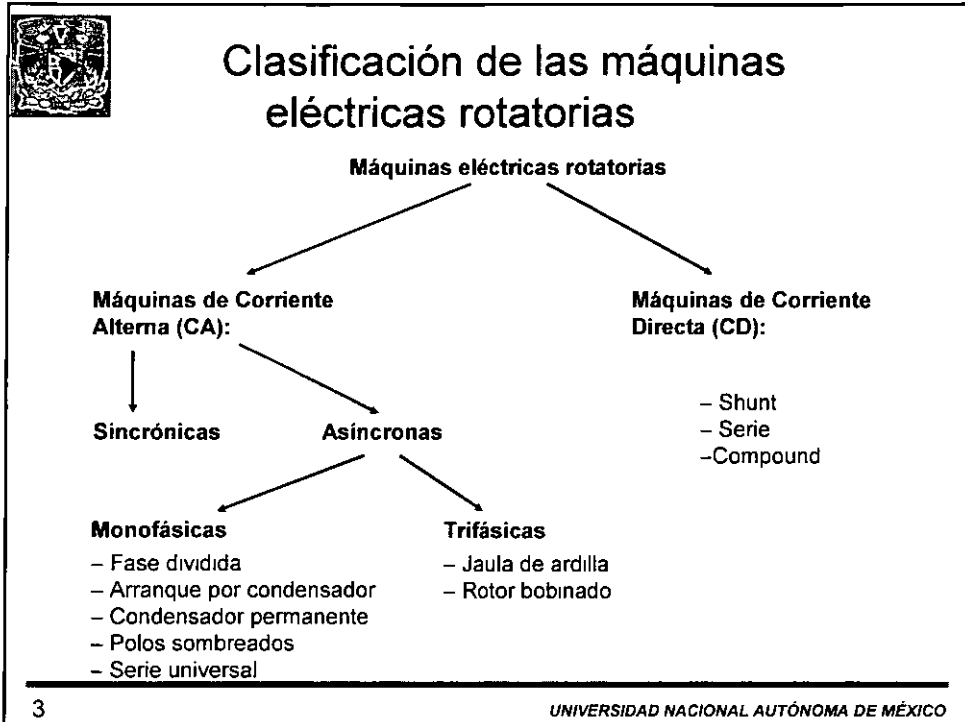 Clasificación de las máquinas
eléctricas rotatorias
Máquinas eléctricas rotatorias
Máquinas de Corriente
Alterna (CA):
Máquinas de Corriente
Directa (CD):
– Shunt
– Serie
–Compound
Sincrónicas
Asíncronas
Monofásicas
– Fase dividida
– Arranque por condensador
– Condensador permanente
– Polos sombreados
– Serie universal
Trifásicas
– Jaula de ardilla
– Rotor bobinado
3
UNIVERSIDAD NACIONAL AUTÓNOMA DE MÉXICO